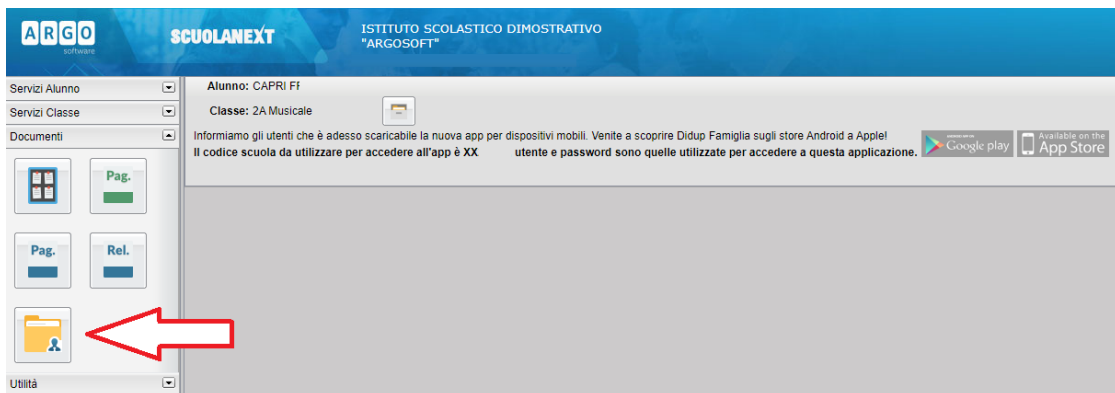 ARGO
software
SCUOLANEXT
ISTITUTO SCOLASTICO DIMOSTRATIVO
"ARGOSOFT"
Servizi Alunno
Servizi Classe
Documenti
Pag.
Pag.
Rel.
Utilità
Alunno: CAPRI FF
Classe: 2A Musicale
Informiamo gli utenti che è adesso scaricabile la nuova app per dispositivi mobili. Venite a scoprire Didup Famiglia sugli store Android a Apple!
Il codice scuola da utilizzare per accedere all'app è XX utente e password sono quelle utilizzate per accedere a questa applicazione.
Google play
Available on the
App Store